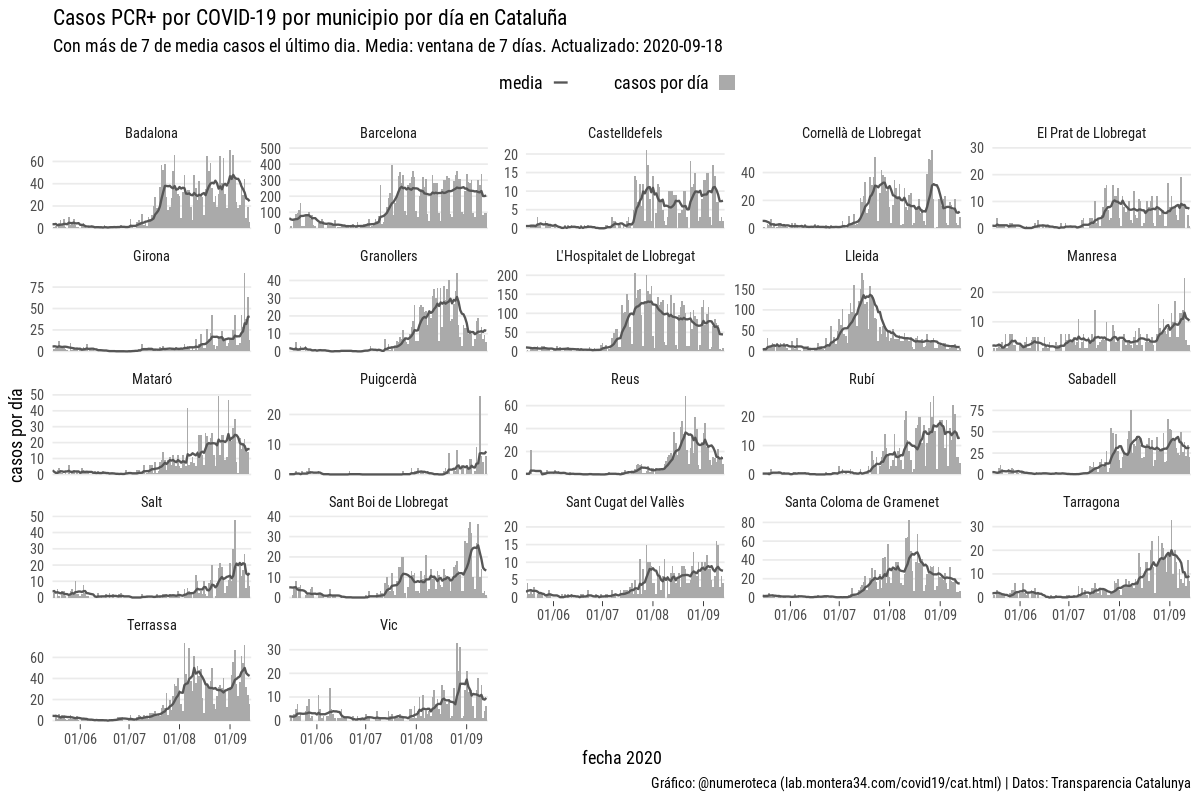 Casos PCR+ por COVID-19 por municipio por día en Cataluña
Con más de 7 de media casos el último dia. Media: ventana de 7 días. Actualizado: 2020-09-18
media casos por día
Badalona Barcelona Castelldefels Cornellà de Llobregat El Prat de Llobregat
60 40 20 0
500 400 300 200 100 0
20 15 10 5 0
40 20 0
30 20 10 0
Girona Granollers L'Hospitalet de Llobregat Lleida Manresa
75 50 25 0
40 30 20 10 0
200 150 100 50 0
150 100 50 0
20 10 0
casos por día
Mataró Puigcerdà Reus Rubí Sabadell
50 40 30 20 10 0
20 10 0
60 40 20 0
20 10 0
75 50 25 0
Salt Sant Boi de Llobregat Sant Cugat del Vallès Santa Coloma de Gramenet Tarragona
50 40 30 20 10 0
40 30 20 10 0
20 15 10 5 0
80 60 40 20 0
30 20 10 0
01/06 01/07 01/08 01/09 01/06 01/07 01/08 01/09 01/06 01/07 01/08 01/09
Terrassa Vic
60 40 20 0
30 20 10 0
01/06 01/07 01/08 01/09 01/06 01/07 01/08 01/09
fecha 2020
Gráfico: @numeroteca (lab.montera34.com/covid19/cat.html) | Datos: Transparencia Catalunya